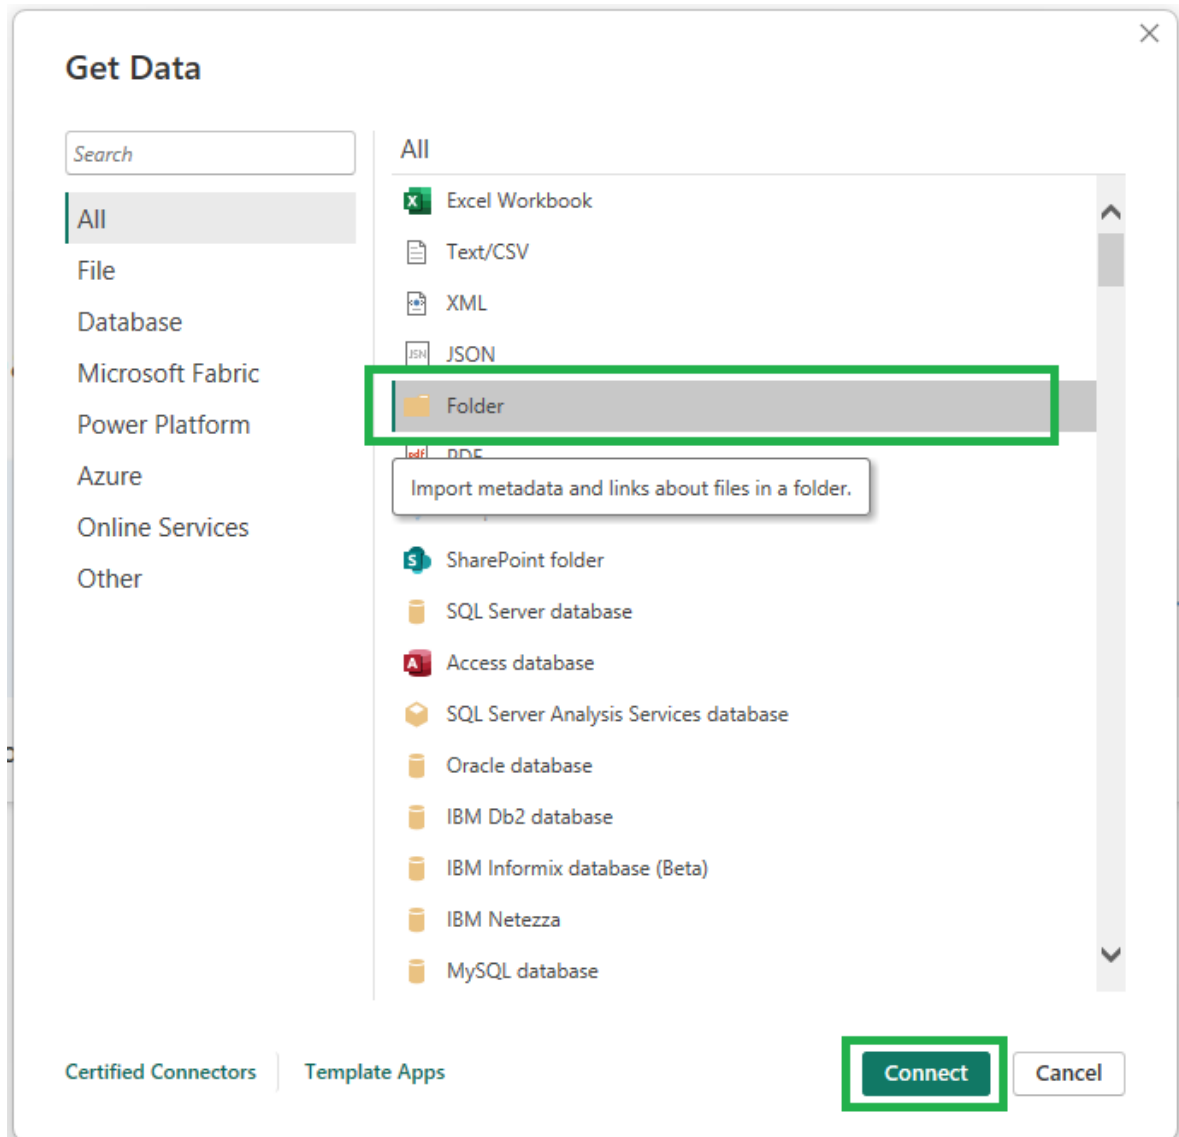 Get Data
Search
All
File
Database
Microsoft Fabric
Power Platform
Azure
Online Services
Other
All
Excel Workbook
Text/CSV
XML
JSN JSON
Folder
pdf PDF
Import metadata and links about files in a folder.
SharePoint folder
SQL Server database
Access database
SQL Server Analysis Services database
Oracle database
IBM Db2 database
IBM Informix database (Beta)
IBM Netezza
MySQL database
Certified Connectors
Template Apps
Connect
Cancel